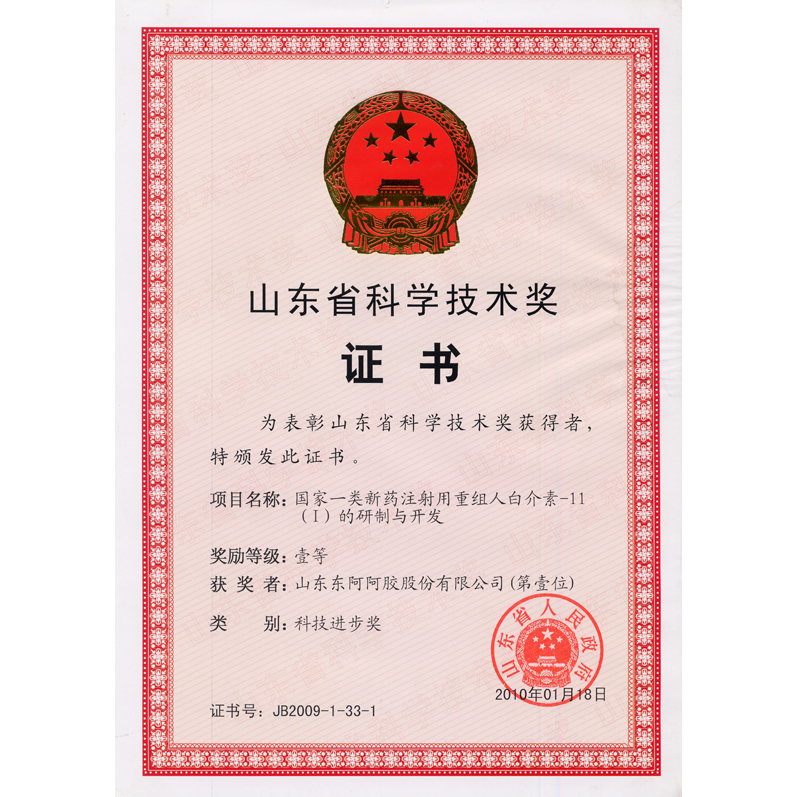 山东省科学技术奖
证书
为表彰山东省科学技术奖获得者，
特颁发此证书。
项目名称：国家一类新药注射用重组人白介素-11
（I）的研制与开发
奖励等级：壹等
获奖者：山东东阿阿胶股份有限公司(第壹位)
类别：科技进步奖
山东省人民政府
2010年01月18日
证书号：JB2009-1-33-1